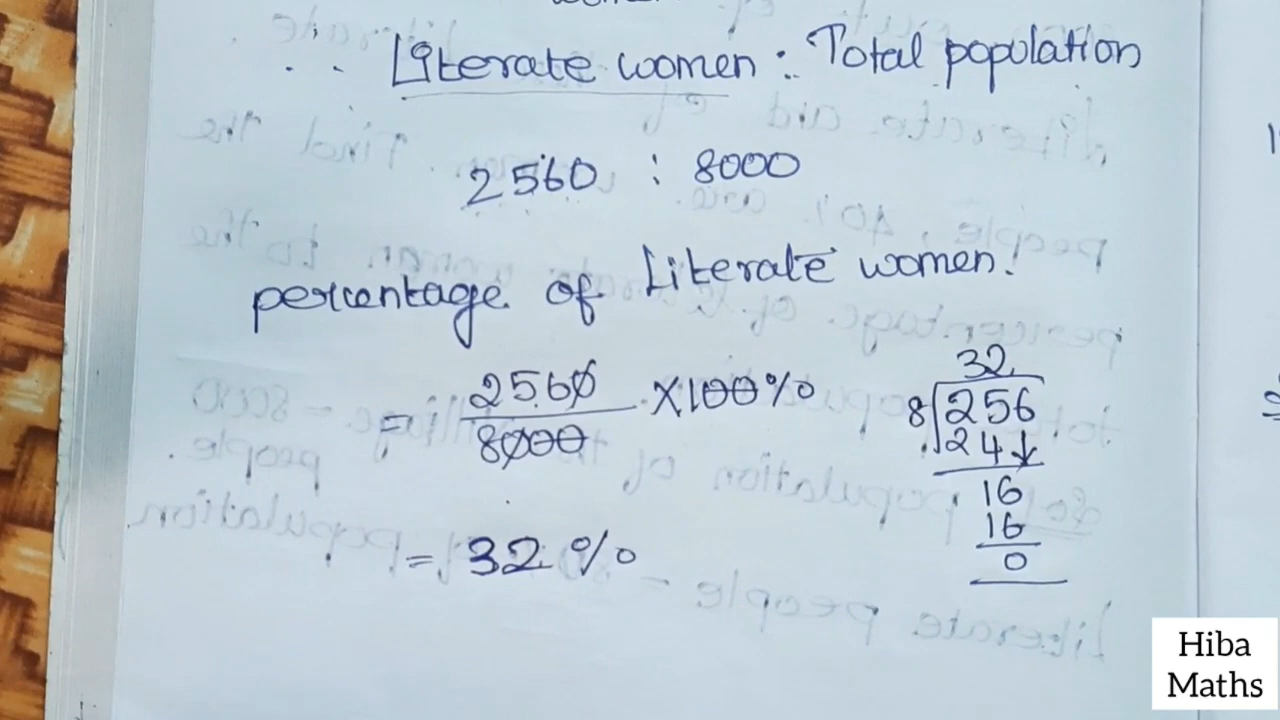 Literate women : Total population
2560 : 8000
percentage of Literate women.
= 2560/8000 × 100%
= 32 %
32
8)256
24↓
16
16
0
Hiba
Maths